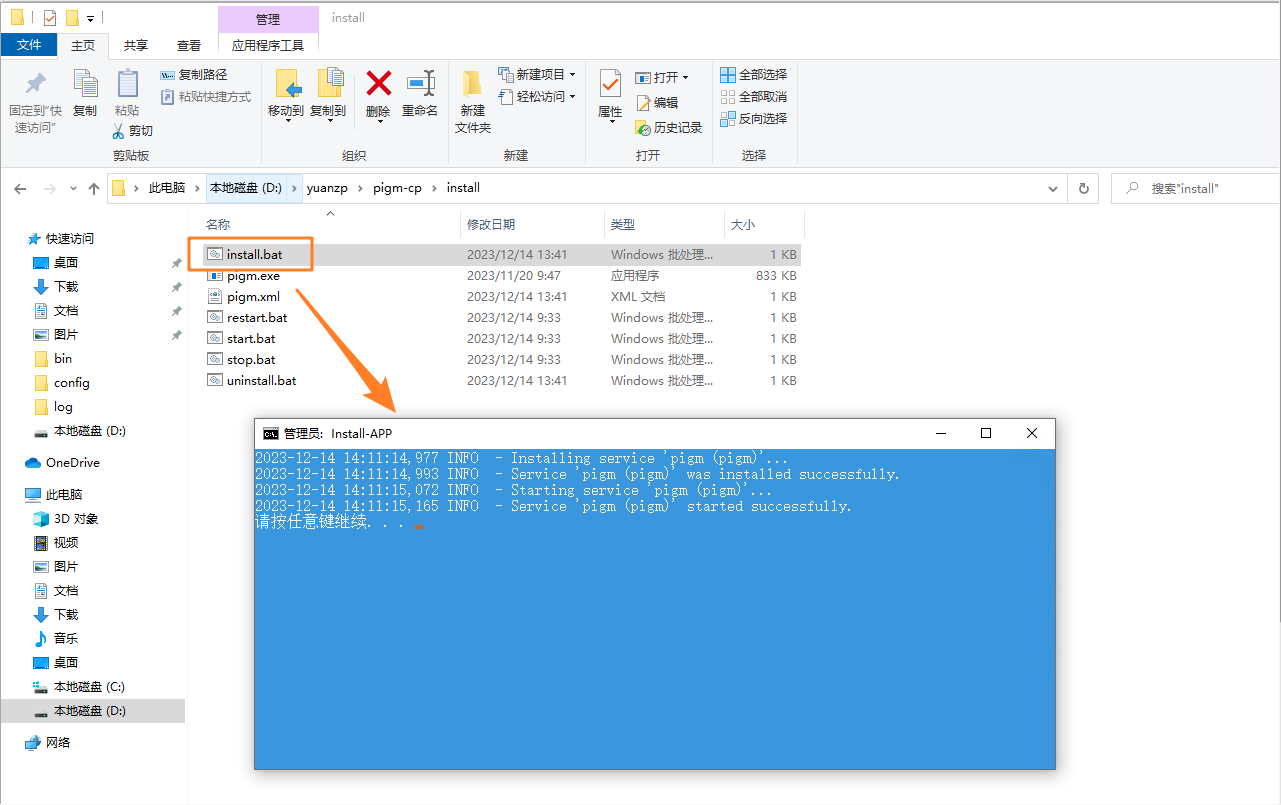 管理
install
文件
主页
共享
查看
应用程序工具
固定到“快
速访问”
复制
粘贴
复制路径
粘贴快捷方式
剪切
剪贴板
移动到
复制到
删除
重命名
组织
新建
文件夹
新建项目
轻松访问
新建
属性
打开
编辑
历史记录
打开
全部选择
全部取消
反向选择
选择
此电脑 › 本地磁盘 (D:) › yuanzp › pigm-cp › install
搜索"install"
名称 修改日期 类型 大小
install.bat 2023/12/14 13:41 Windows 批处理... 1 KB
pigm.exe 2023/11/20 9:47 应用程序 833 KB
pigm.xml 2023/12/14 13:41 XML 文档 1 KB
restart.bat 2023/12/14 9:33 Windows 批处理... 1 KB
start.bat 2023/12/14 9:33 Windows 批处理... 1 KB
stop.bat 2023/12/14 9:33 Windows 批处理... 1 KB
uninstall.bat 2023/12/14 13:41 Windows 批处理... 1 KB
快速访问
桌面
下载
文档
图片
bin
config
log
本地磁盘 (D:)
OneDrive
此电脑
3D 对象
视频
图片
文档
下载
音乐
桌面
本地磁盘 (C:)
本地磁盘 (D:)
网络
C:\.
管理员: Install-APP
2023-12-14 14:11:14,977 INFO  - Installing service 'pigm (pigm)'...
2023-12-14 14:11:14,993 INFO  - Service 'pigm (pigm)' was installed successfully.
2023-12-14 14:11:15,072 INFO  - Starting service 'pigm (pigm)'...
2023-12-14 14:11:15,165 INFO  - Service 'pigm (pigm)' started successfully.
请按任意键继续. . .